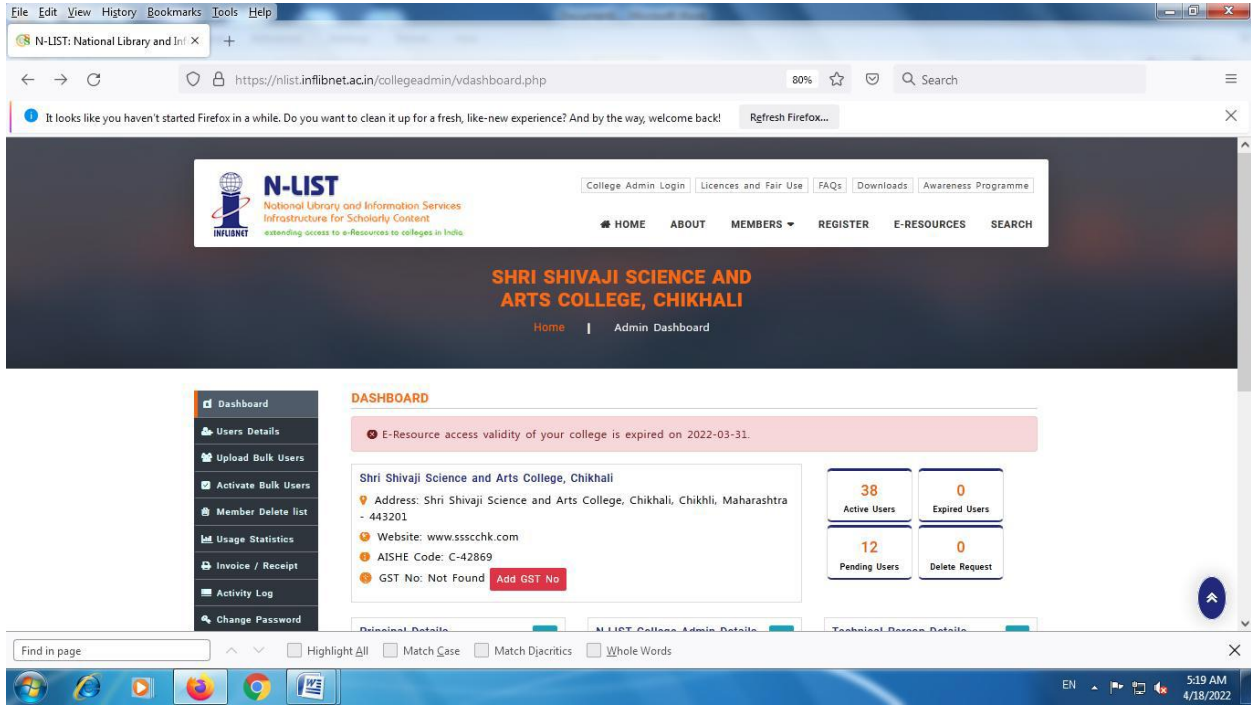 File Edit View History Bookmarks Tools Help
N-LIST: National Library and Inf
https://nlist.inflibnet.ac.in/collegeadmin/vdashboard.php 80% Search
It looks like you haven't started Firefox in a while. Do you want to clean it up for a fresh, like-new experience? And by the way, welcome back! Refresh Firefox...
INFLIBNET
N-LIST
National Library and Information Services
Infrastructure for Scholarly Content
extending access to e-Resources to colleges in India
College Admin Login Licences and Fair Use FAQs Downloads Awareness Programme
HOME ABOUT MEMBERS REGISTER E-RESOURCES SEARCH
SHRI SHIVAJI SCIENCE AND
ARTS COLLEGE, CHIKHALI
Home | Admin Dashboard
Dashboard
Users Details
Upload Bulk Users
Activate Bulk Users
Member Delete list
Usage Statistics
Invoice / Receipt
Activity Log
Change Password
DASHBOARD
E-Resource access validity of your college is expired on 2022-03-31.
Shri Shivaji Science and Arts College, Chikhali
Address: Shri Shivaji Science and Arts College, Chikhali, Chikhli, Maharashtra
- 443201
Website: www.ssscchk.com
AISHE Code: C-42869
GST No: Not Found Add GST No
38
Active Users
0
Expired Users
12
Pending Users
0
Delete Request
Principal Details N-LIST College Admin Details Technical Person Details
Find in page Highlight All Match Case Match Diacritics Whole Words
EN 5:19 AM
4/18/2022